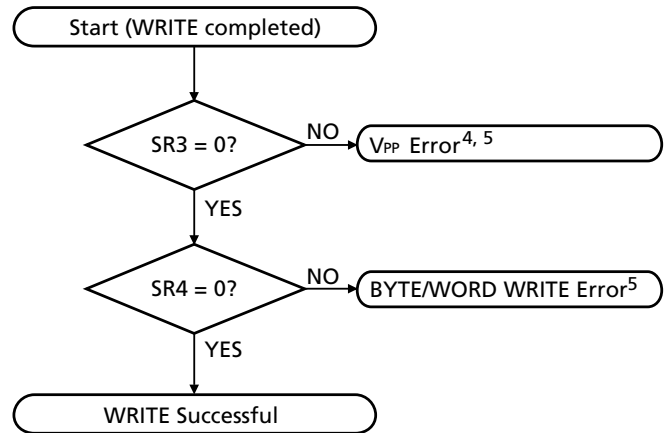 Start (WRITE completed)
SR3 = 0?
NO
VPP Error4, 5
YES
SR4 = 0?
NO
BYTE/WORD WRITE Error5
YES
WRITE Successful